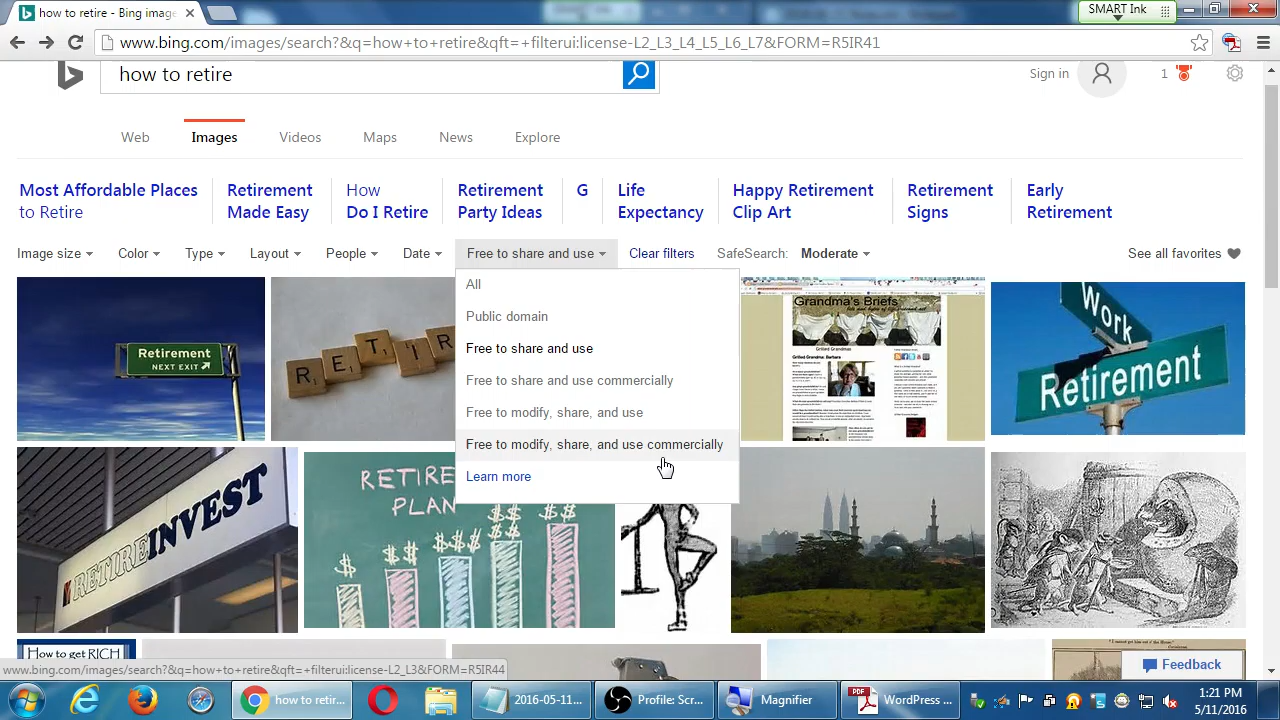 how to retire - Bing image
SMART Ink
www.bing.com/images/search?&q=how+to+retire&qft=+filterui:license-L2_L3_L4_L5_L6_L7&FORM=R5IR41
how to retire
Sign in
1
Web
Images
Videos
Maps
News
Explore
Most Affordable Places
to Retire
Retirement
Made Easy
How
Do I Retire
Retirement
Party Ideas
G
Life
Expectancy
Happy Retirement
Clip Art
Retirement
Signs
Early
Retirement
Image size
Color
Type
Layout
People
Date
Free to share and use
Clear filters
SafeSearch:
Moderate
See all favorites
All
Public domain
Free to share and use
Free to share and use commercially
Free to modify, share, and use
Free to modify, share, and use commercially
Learn more
Retirement
NEXT EXIT
RETIR
Grandma's Briefs
Grilled Grandma: Barbara
Work
Retirement
RETIREINVEST
RETIRE
PLAN
$
$$
$$$
$$
$$
How to get RICH
Feedback
www.bing.com/images/search?&q=how+to+retire&qft=+filterui:license-L2_L3&FORM=R5IR44
how to retir...
2016-05-11...
Profile: Scr...
Magnifier
PDF
WordPress ...
1:21 PM
5/11/2016